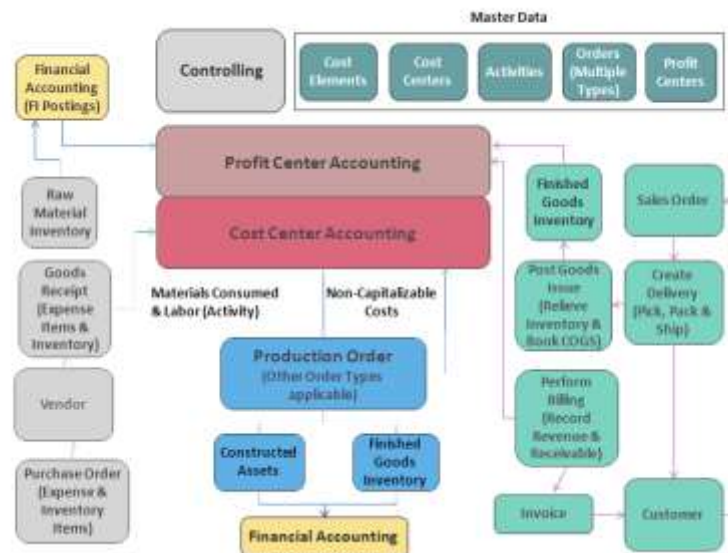 Master Data
Controlling
Cost
Elements
Cost
Centers
Activities
Orders
(Multiple
Types)
Profit
Centers
Financial
Accounting
(FI Postings)
Profit Center Accounting
Cost Center Accounting
Raw
Material
Inventory
Goods
Receipt
(Expense
Items &
Inventory)
Vendor
Purchase Order
(Expense &
Inventory
Items)
Materials Consumed
& Labor (Activity)
Non-Capitalizable
Costs
Production Order
(Other Order Types
applicable)
Constructed
Assets
Finished
Goods
Inventory
Financial Accounting
Finished
Goods
Inventory
Sales Order
Post Goods
Issue
(Relieve
Inventory &
Book COGS)
Create
Delivery
(Pick, Pack &
Ship)
Perform
Billing
(Record
Revenue &
Receivable)
Invoice
Customer